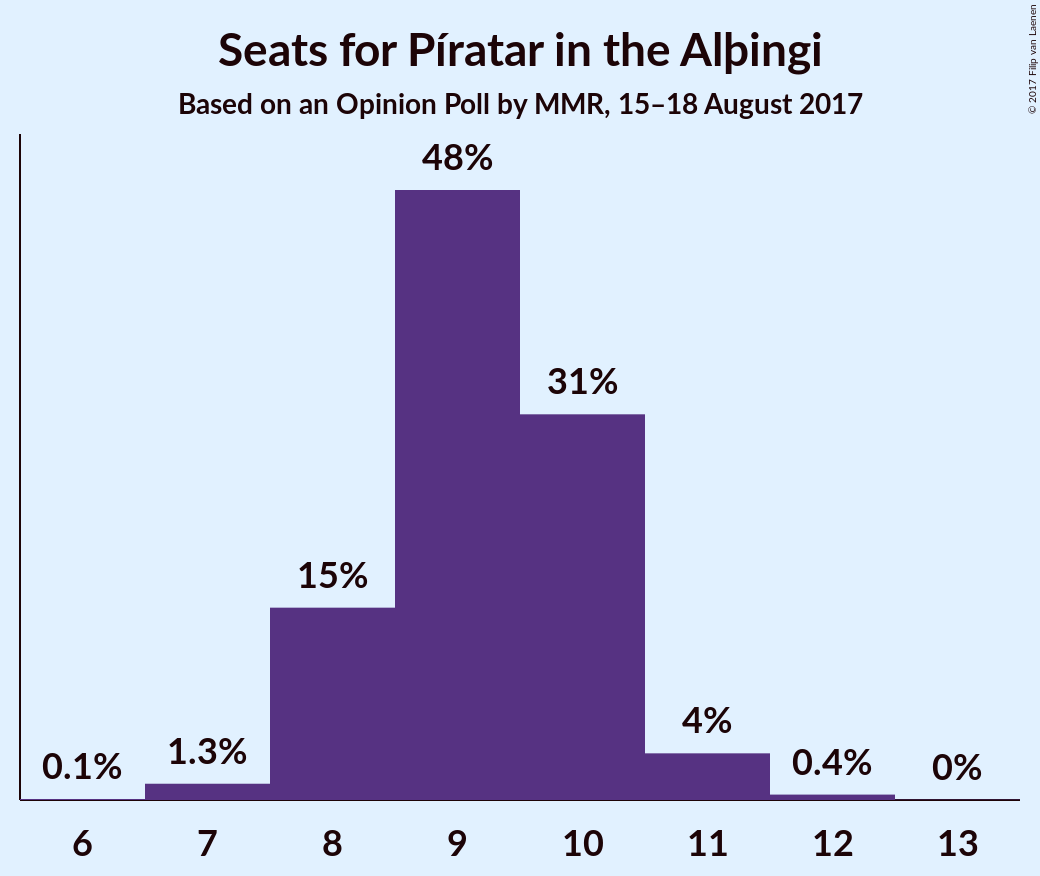 Seats for Píratar in the Alþingi
Based on an Opinion Poll by MMR, 15–18 August 2017
© 2017 Filip van Laenen
48%
31%
15%
4%
1.3%
0.1%
0.4%
0%
6 7 8 9 10 11 12 13